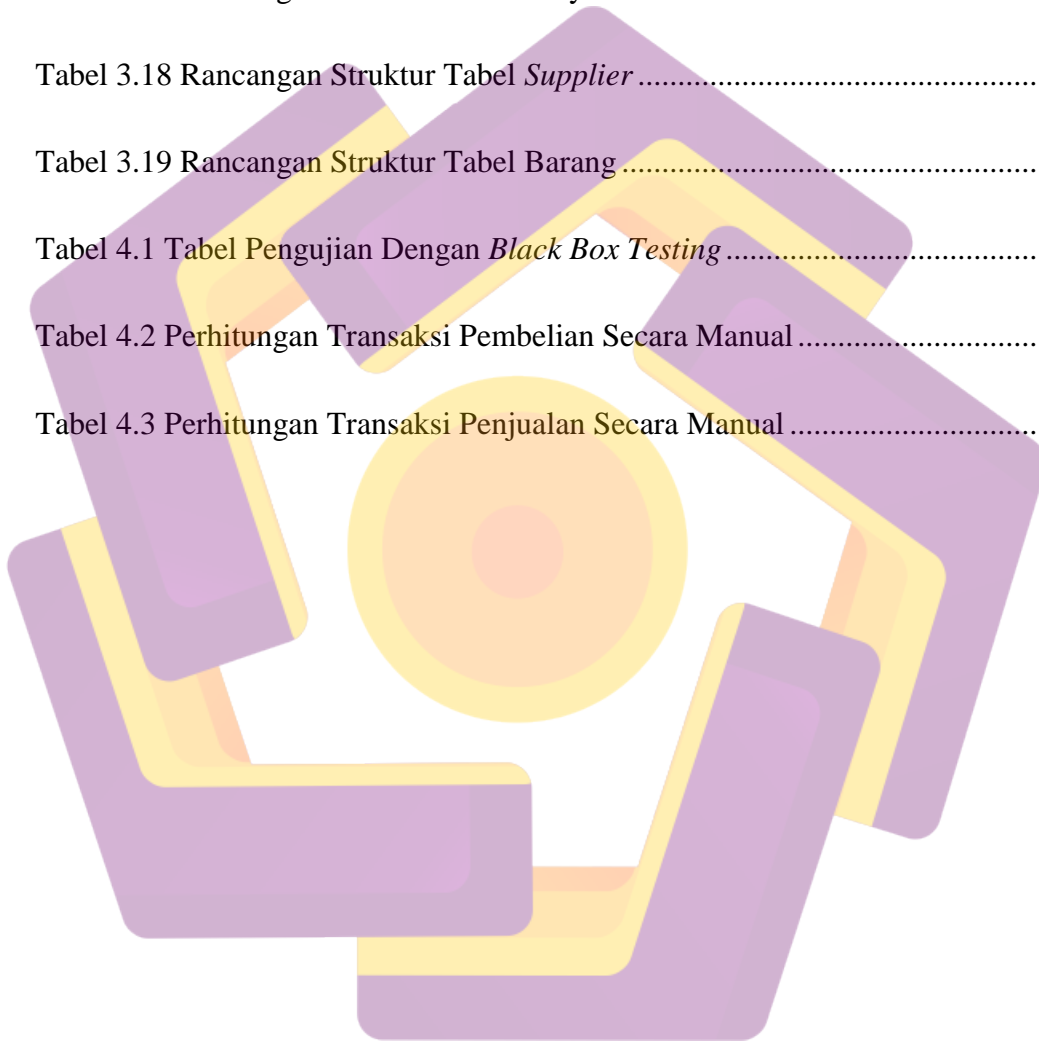 Tabel 3.18 Rancangan Struktur Tabel Supplier..................................................
Tabel 3.19 Rancangan Struktur Tabel Barang....................................................
Tabel 4.1 Tabel Pengujian Dengan Black Box Testing.......................................
Tabel 4.2 Perhitungan Transaksi Pembelian Secara Manual..............................
Tabel 4.3 Perhitungan Transaksi Penjualan Secara Manual ..............................